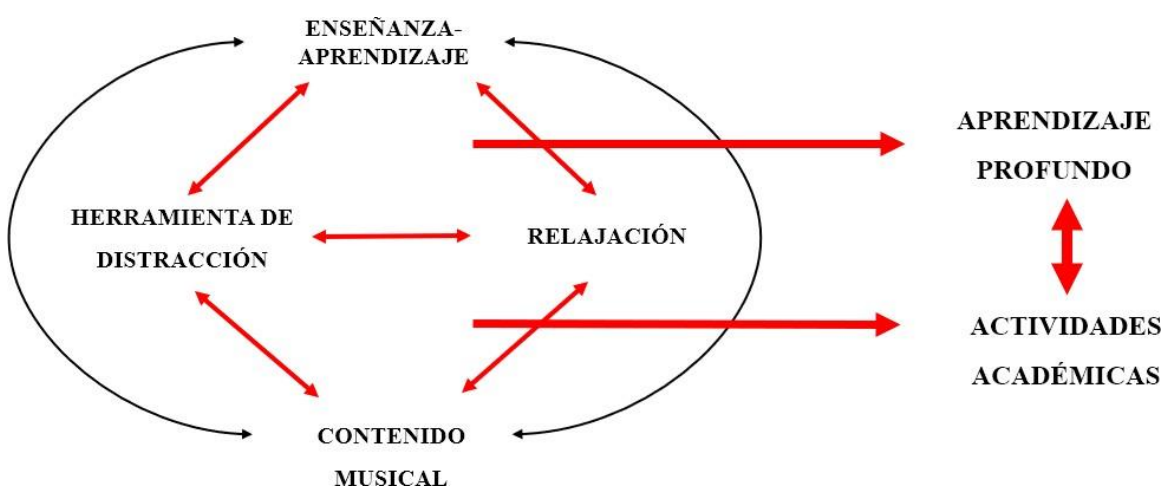 ENSEÑANZA-
APRENDIZAJE
APRENDIZAJE
PROFUNDO
HERRAMIENTA DE
DISTRACCIÓN
RELAJACIÓN
ACTIVIDADES
ACADÉMICAS
CONTENIDO
MUSICAL